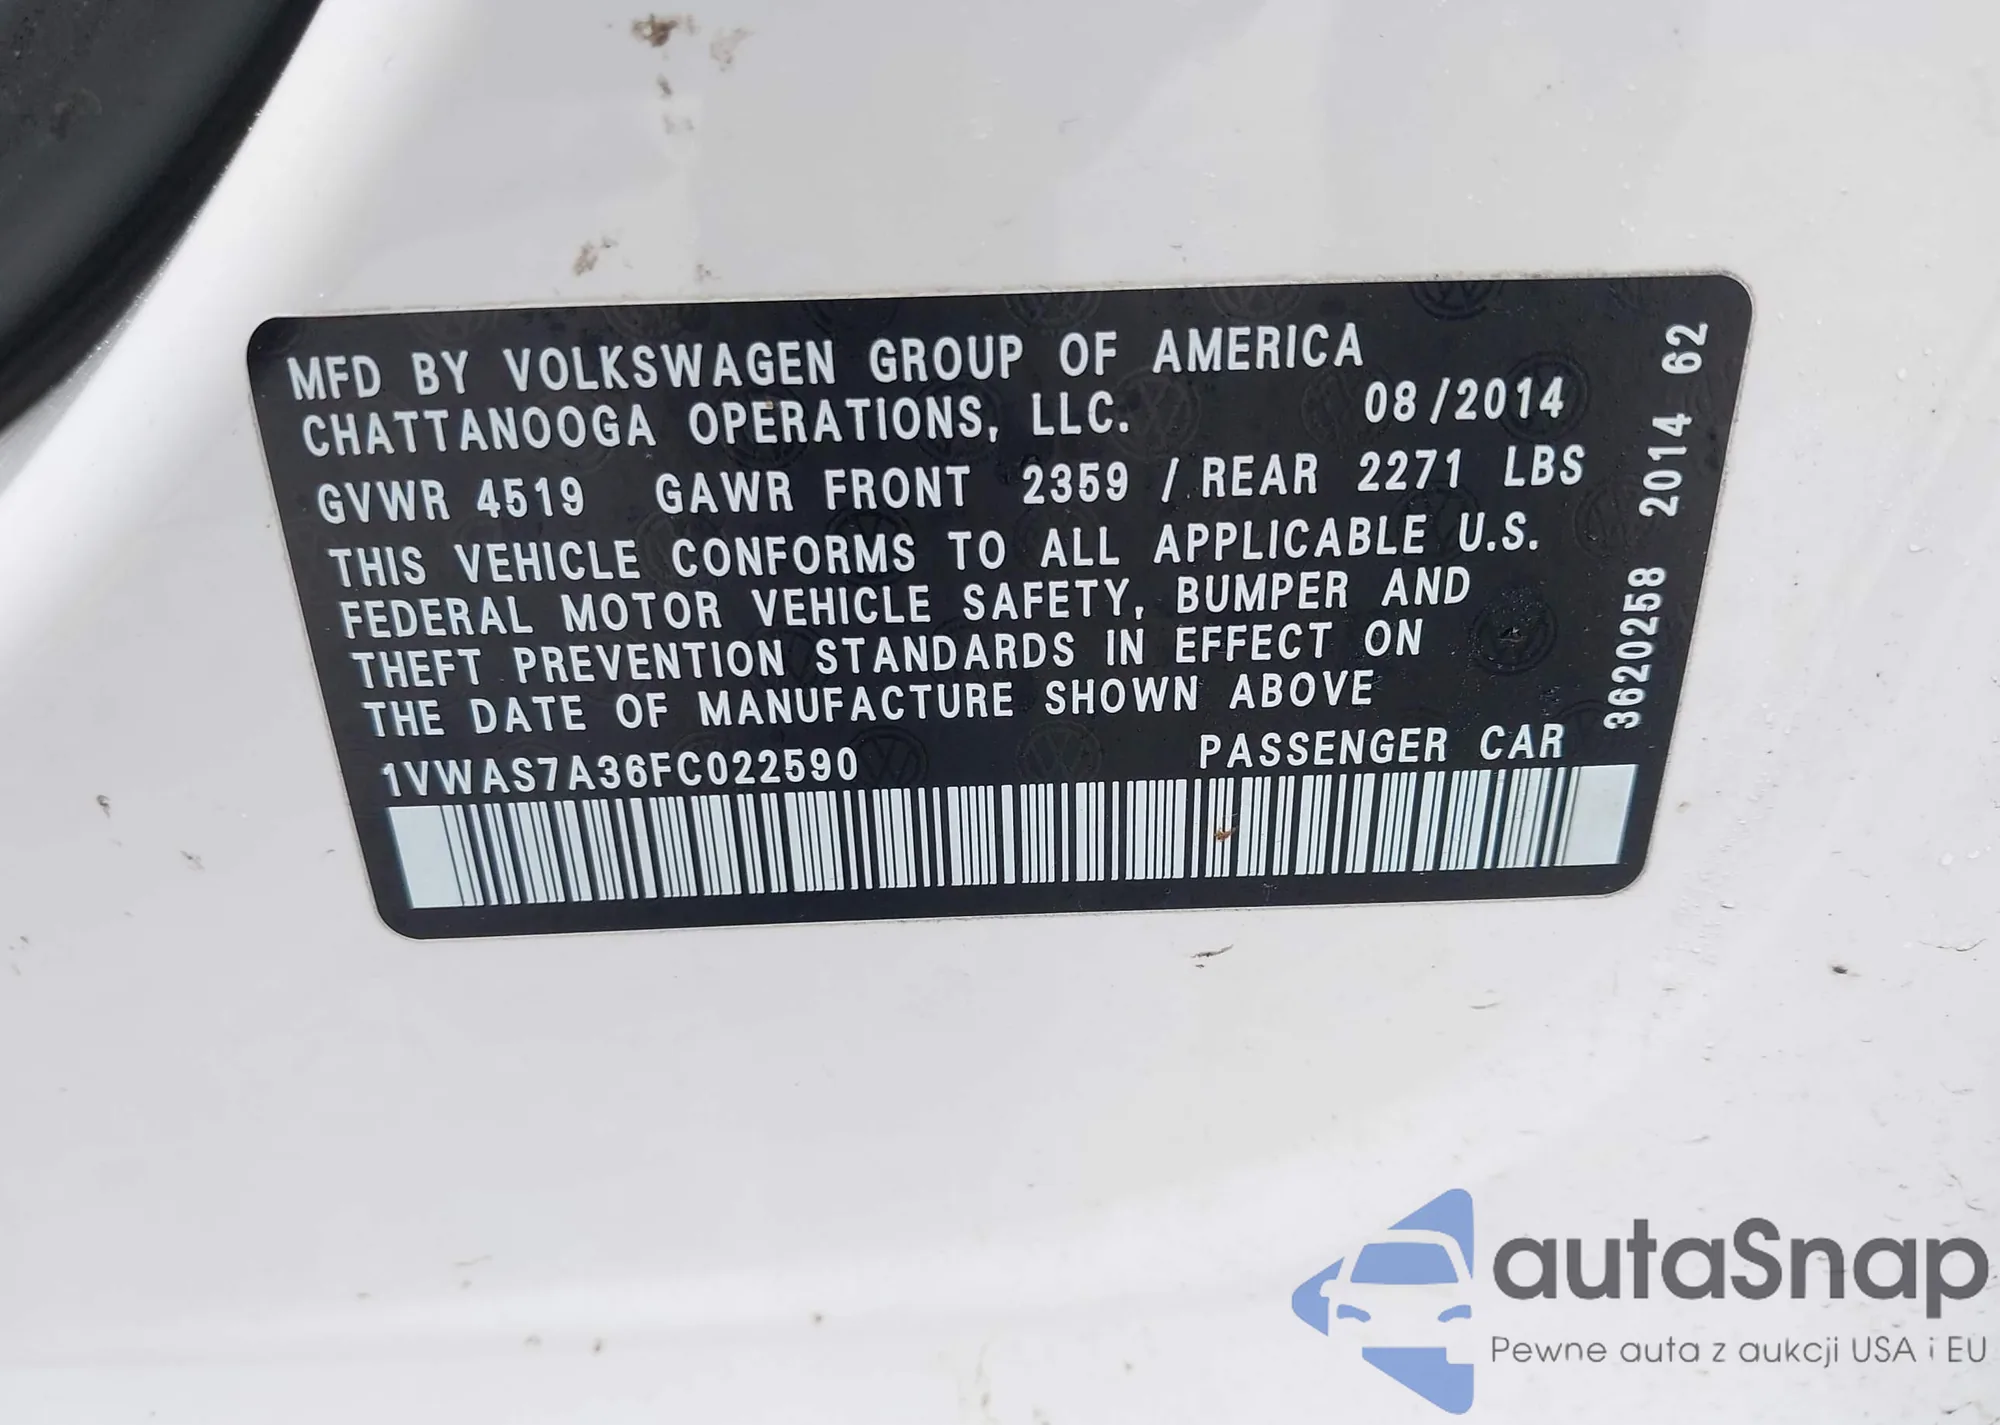 MFD BY VOLKSWAGEN GROUP OF AMERICA
CHATTANOOGA OPERATIONS, LLC. 08/2014
GVWR 4519 GAWR FRONT 2359 / REAR 2271 LBS
THIS VEHICLE CONFORMS TO ALL APPLICABLE U.S.
FEDERAL MOTOR VEHICLE SAFETY, BUMPER AND
THEFT PREVENTION STANDARDS IN EFFECT ON
THE DATE OF MANUFACTURE SHOWN ABOVE
1VWAS7A36FC022590 PASSENGER CAR
3620258 2014 62
autaSnap
Pewne auta z aukcji USA i EU